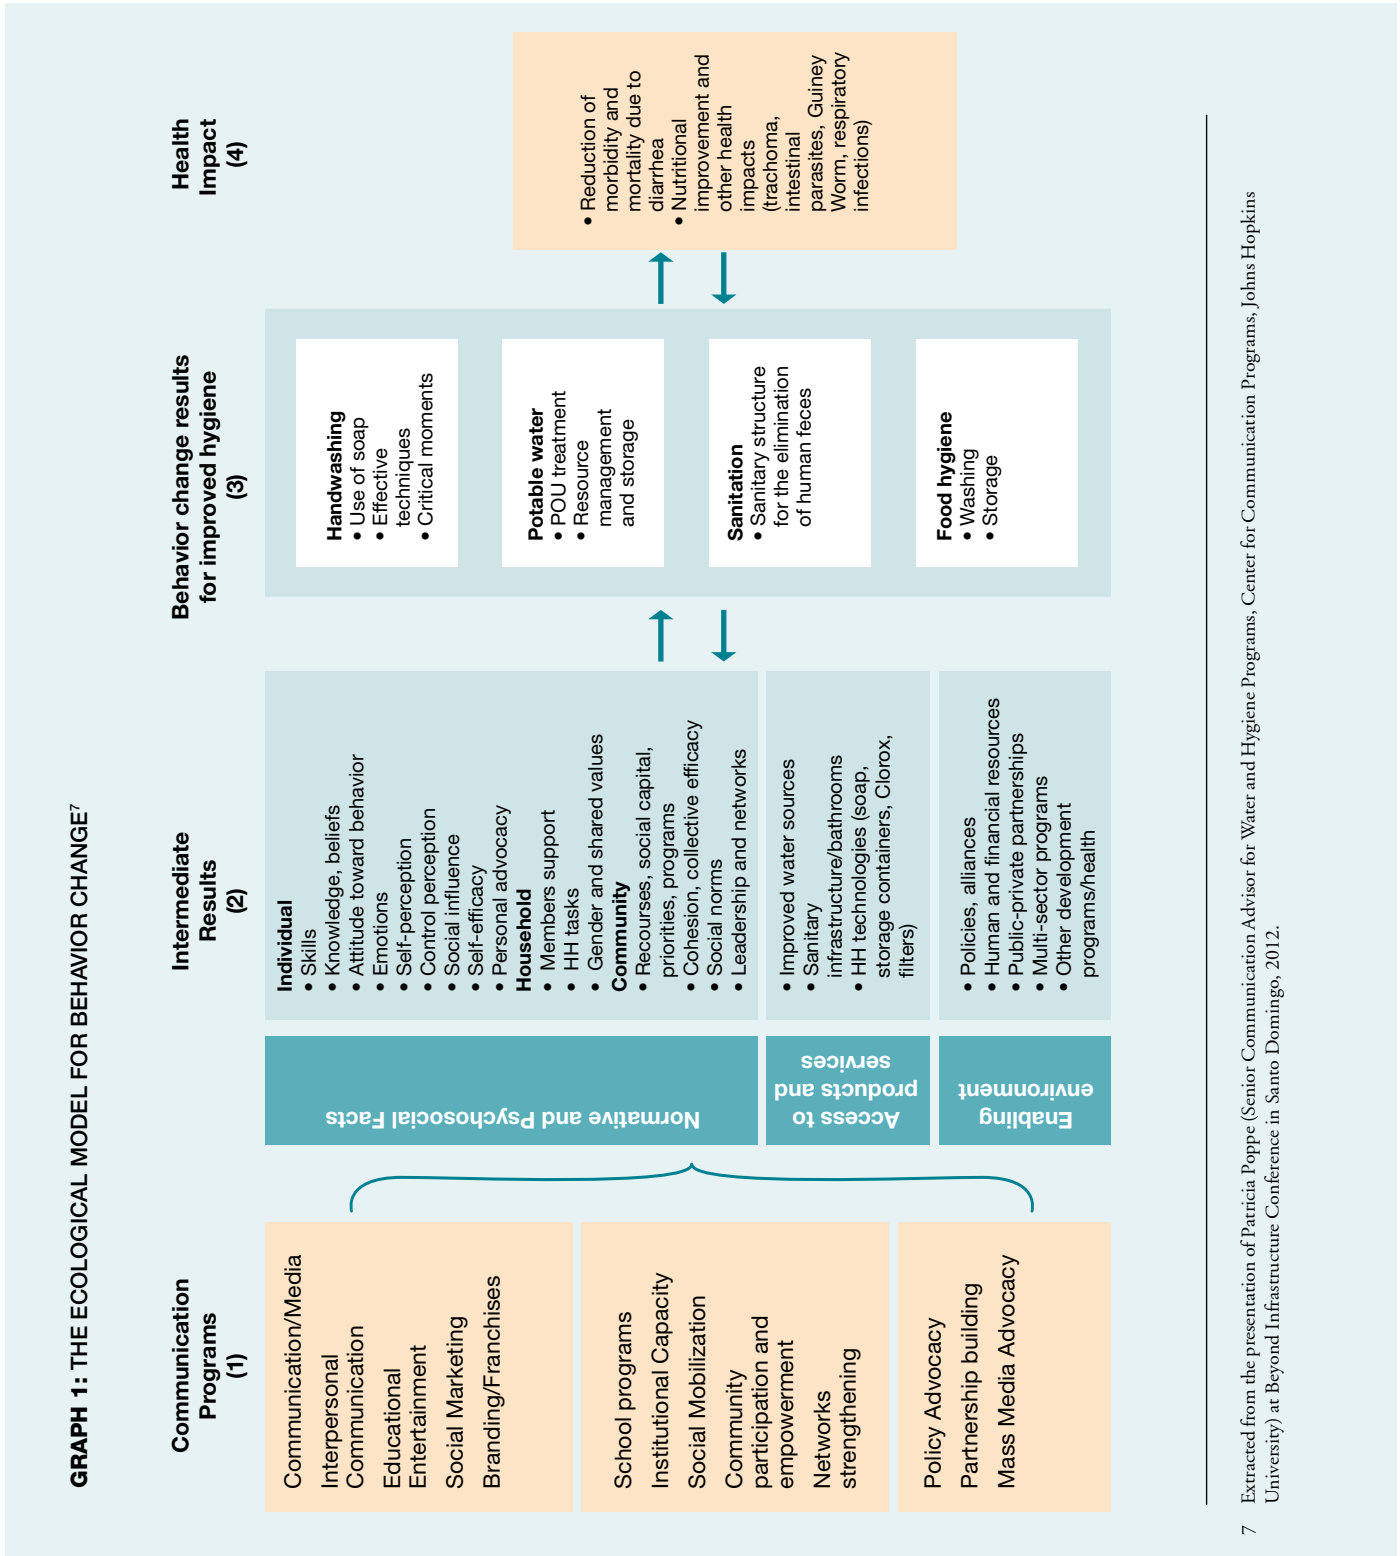 GRAPH 1: THE ECOLOGICAL MODEL FOR BEHAVIOR CHANGE7
Communication
Programs
(1)
Communication/Media
Interpersonal
Communication
Educational
Entertainment
Social Marketing
Branding/Franchises
School programs
Institutional Capacity
Social Mobilization
Community
participation and
empowerment
Networks
strengthening
Policy Advocacy
Partnership building
Mass Media Advocacy
Normative and Psychosocial Facts
Access to
products and
services
Enabling
environment
Intermediate
Results
(2)
Individual
• Skills
• Knowledge, beliefs
• Attitude toward behavior
• Emotions
• Self-perception
• Control perception
• Social influence
• Self-efficacy
• Personal advocacy
Household
• Members support
• HH tasks
• Gender and shared values
Community
• Recourses, social capital,
priorities, programs
• Cohesion, collective efficacy
• Social norms
• Leadership and networks
• Improved water sources
• Sanitary
infrastructure/bathrooms
• HH technologies (soap,
storage containers, Clorox,
filters)
• Policies, alliances
• Human and financial resources
• Public-private partnerships
• Multi-sector programs
• Other development
programs/health
Behavior change results
for improved hygiene
(3)
Handwashing
• Use of soap
• Effective
techniques
• Critical moments
Potable water
• POU treatment
• Resource
management
and storage
Sanitation
• Sanitary structure
for the elimination
of human feces
Food hygiene
• Washing
• Storage
Health
Impact
(4)
• Reduction of
morbidity and
mortality due to
diarrhea
• Nutritional
improvement and
other health
impacts
(trachoma,
intestinal
parasites, Guiney
Worm, respiratory
infections)
7 Extracted from the presentation of Patricia Poppe (Senior Communication Advisor for Water and Hygiene Programs, Center for Communication Programs, Johns Hopkins
University) at Beyond Infrastructure Conference in Santo Domingo, 2012.